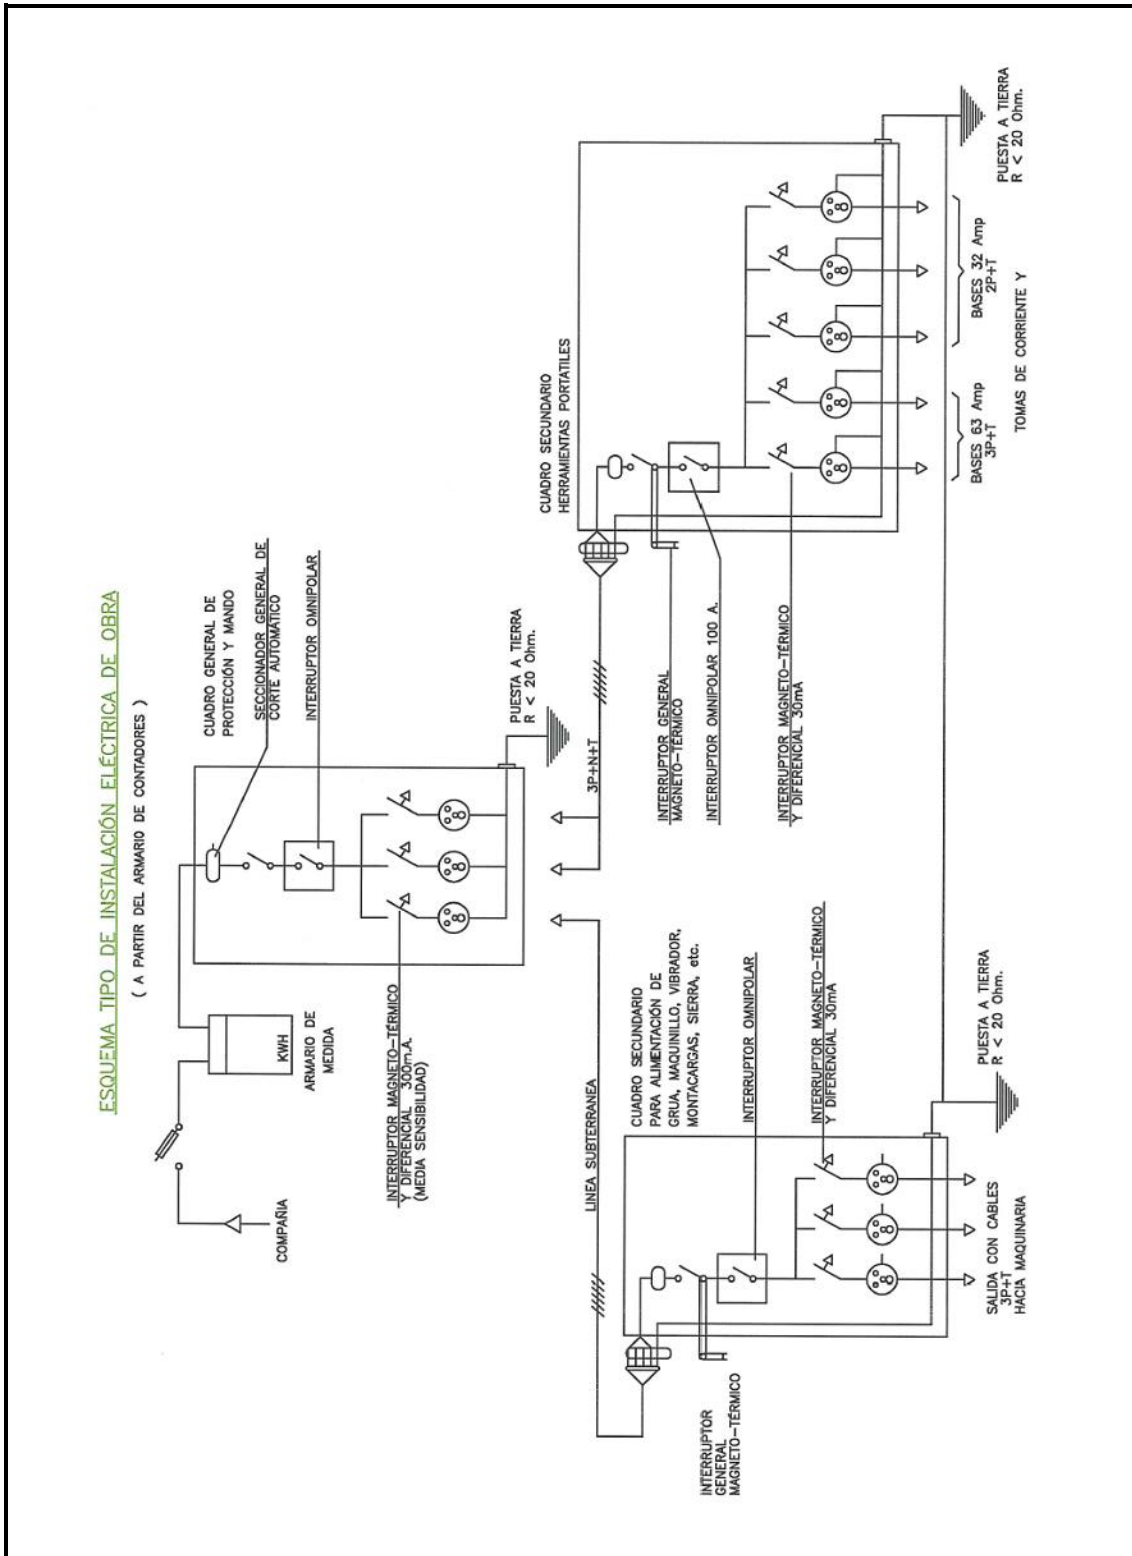 ESQUEMA TIPO DE INSTALACIÓN ELÉCTRICA DE OBRA
( A PARTIR DEL ARMARIO DE CONTADORES )
COMPAÑIA
KWH
ARMARIO DE
MEDIDA
CUADRO GENERAL DE
PROTECCIÓN Y MANDO
SECCIONADOR GENERAL DE
CORTE AUTOMÁTICO
INTERRUPTOR OMNIPOLAR
INTERRUPTOR MAGNETO-TÉRMICO
Y DIFERENCIAL 300m.A.
(MEDIA SENSIBILIDAD)
PUESTA A TIERRA
R < 20 Ohm.
LINEA SUBTERRANEA
3P+N+T
CUADRO SECUNDARIO
HERRAMIENTAS PORTATILES
INTERRUPTOR GENERAL
MAGNETO-TÉRMICO
INTERRUPTOR OMNIPOLAR 100 A.
INTERRUPTOR MAGNETO-TÉRMICO
Y DIFERENCIAL 30mA
BASES 63 Amp
3P+T
BASES 32 Amp
2P+T
TOMAS DE CORRIENTE Y
PUESTA A TIERRA
R < 20 Ohm.
CUADRO SECUNDARIO
PARA ALIMENTACIÓN DE
GRUA, MAQUINILLO, VIBRADOR,
MONTACARGAS, SIERRA, etc.
INTERRUPTOR OMNIPOLAR
INTERRUPTOR MAGNETO-TÉRMICO
Y DIFERENCIAL 30mA
INTERRUPTOR
GENERAL
MAGNETO-TÉRMICO
SALIDA CON CABLES
3P+T
HACIA MAQUINARIA
PUESTA A TIERRA
R < 20 Ohm.